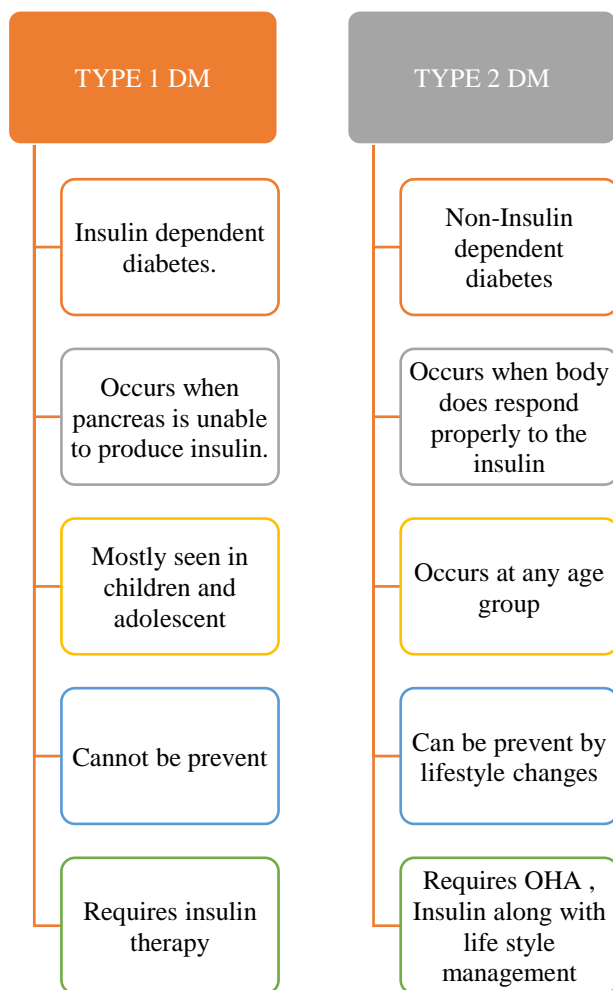 TYPE 1 DM
Insulin dependent
diabetes.
Occurs when
pancreas is unable
to produce insulin.
Mostly seen in
children and
adolescent
Cannot be prevent
Requires insulin
therapy
TYPE 2 DM
Non-Insulin
dependent
diabetes
Occurs when body
does respond
properly to the
insulin
Occurs at any age
group
Can be prevent by
lifestyle changes
Requires OHA ,
Insulin along with
life style
management